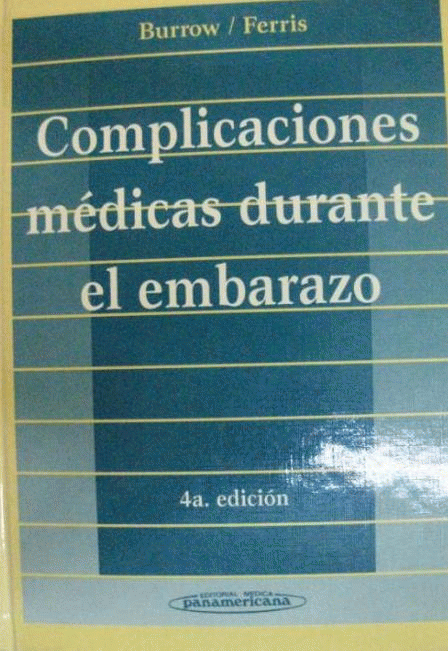 Burrow / Ferris
Complicaciones
médicas durante
el embarazo
4a. edición
EDITORIAL MEDICA
panamericana